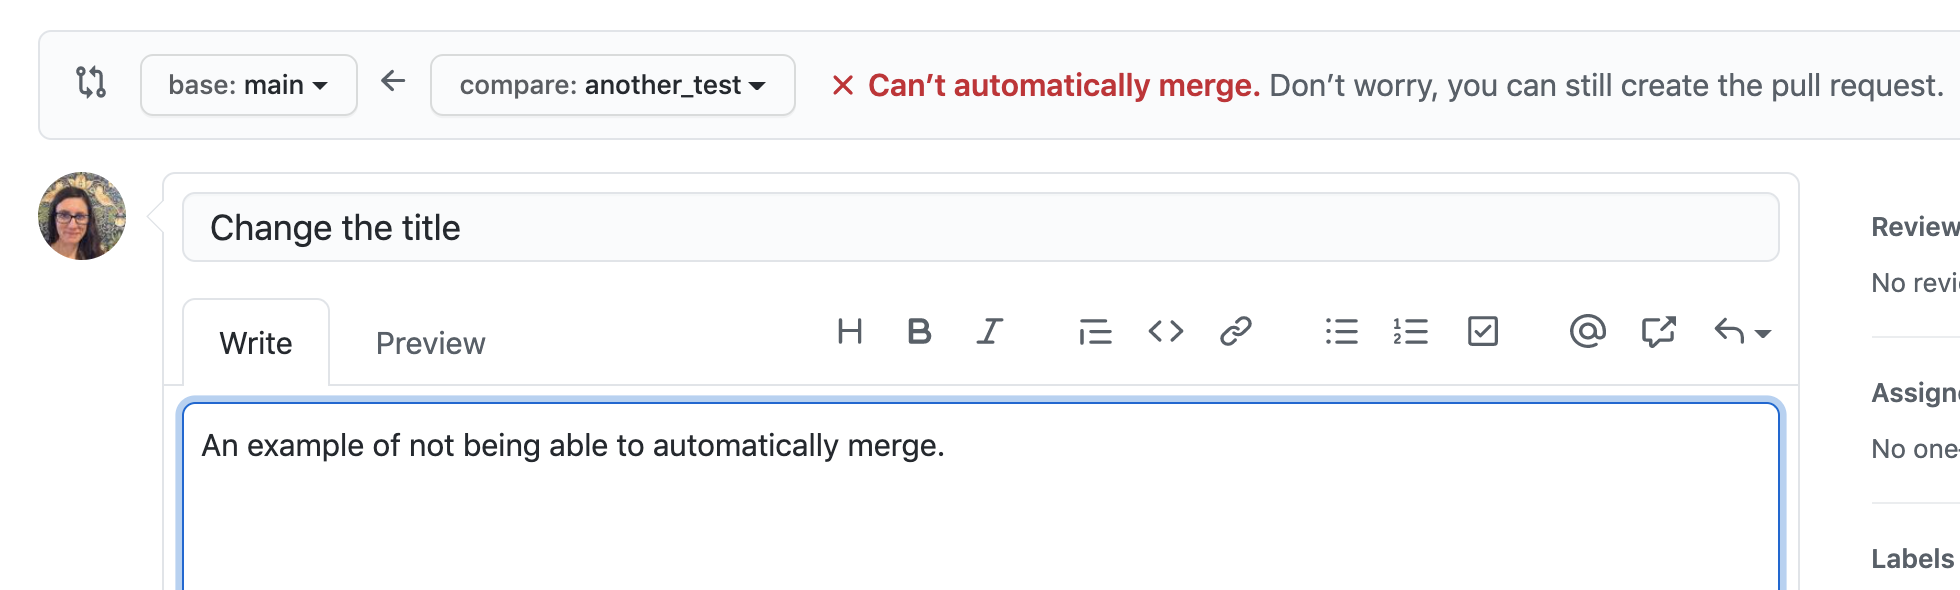 base: main compare: another_test Can’t automatically merge. Don’t worry, you can still create the pull request.
Change the title
Write Preview
An example of not being able to automatically merge.
Review
No revi
Assign
No one-
Labels